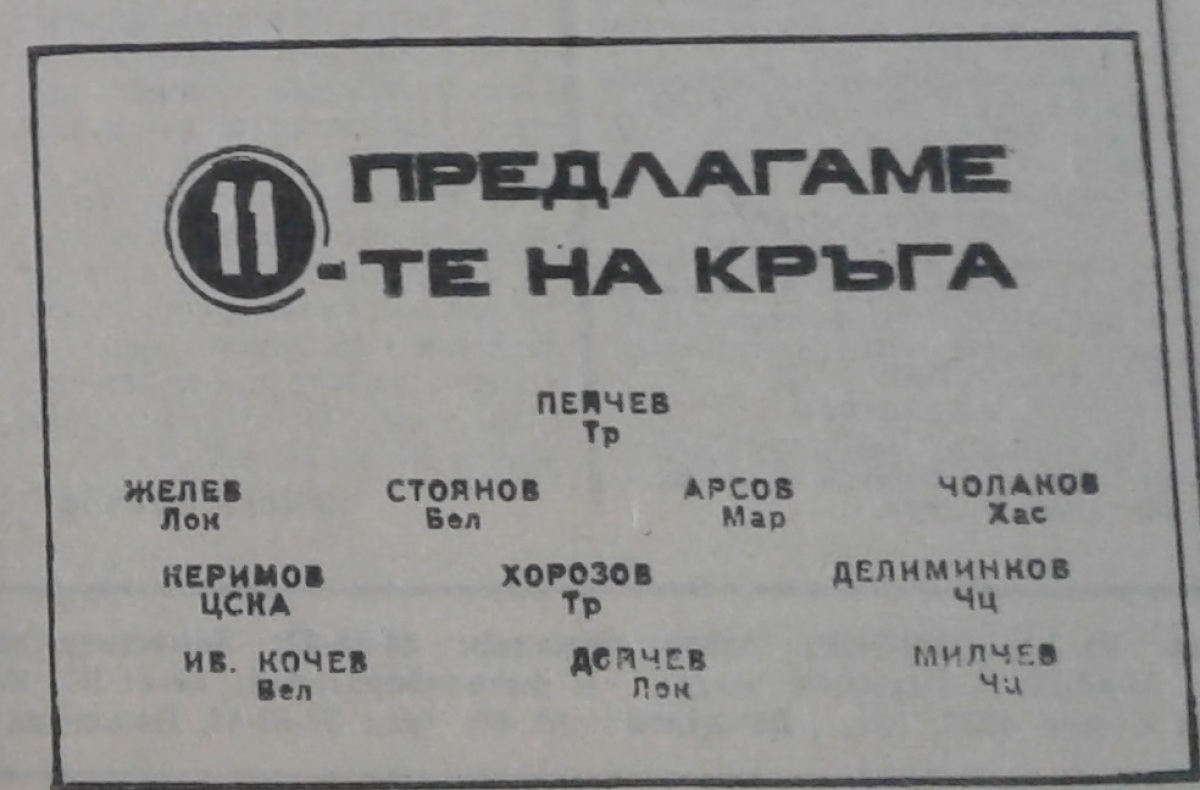 ПРЕДЛАГАМЕ
11-ТЕ НА КРЪГА
ПЕЙЧЕВ
Тр
ЖЕЛЕВ СТОЯНОВ АРСОВ ЧОЛАКОВ
Лок Бел Мар Хас
КЕРИМОВ ХОРОЗОВ ДЕЛИМИНКОВ
ЦСКА Тр Чц
ИВ. КОЧЕВ ДОЙЧЕВ МИЛЧЕВ
Вел Лок Чц